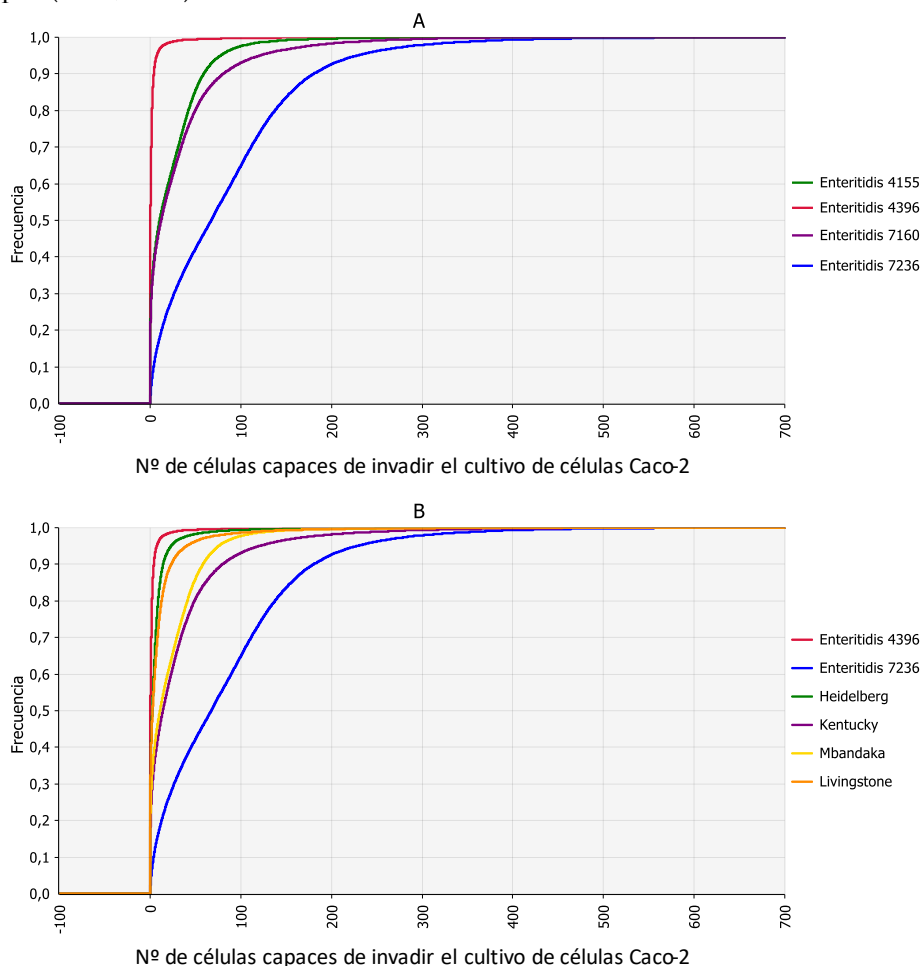 A
1,0
0,9
0,8
0,7
0,6
0,5
0,4
0,3
0,2
0,1
0,0
Frecuencia
-100
0
100
200
300
400
500
600
700
Nº de células capaces de invadir el cultivo de células Caco-2
Enteritidis 4155
Enteritidis 4396
Enteritidis 7160
Enteritidis 7236
B
1,0
0,9
0,8
0,7
0,6
0,5
0,4
0,3
0,2
0,1
0,0
Frecuencia
-100
0
100
200
300
400
500
600
700
Nº de células capaces de invadir el cultivo de células Caco-2
Enteritidis 4396
Enteritidis 7236
Heidelberg
Kentucky
Mbandaka
Livingstone